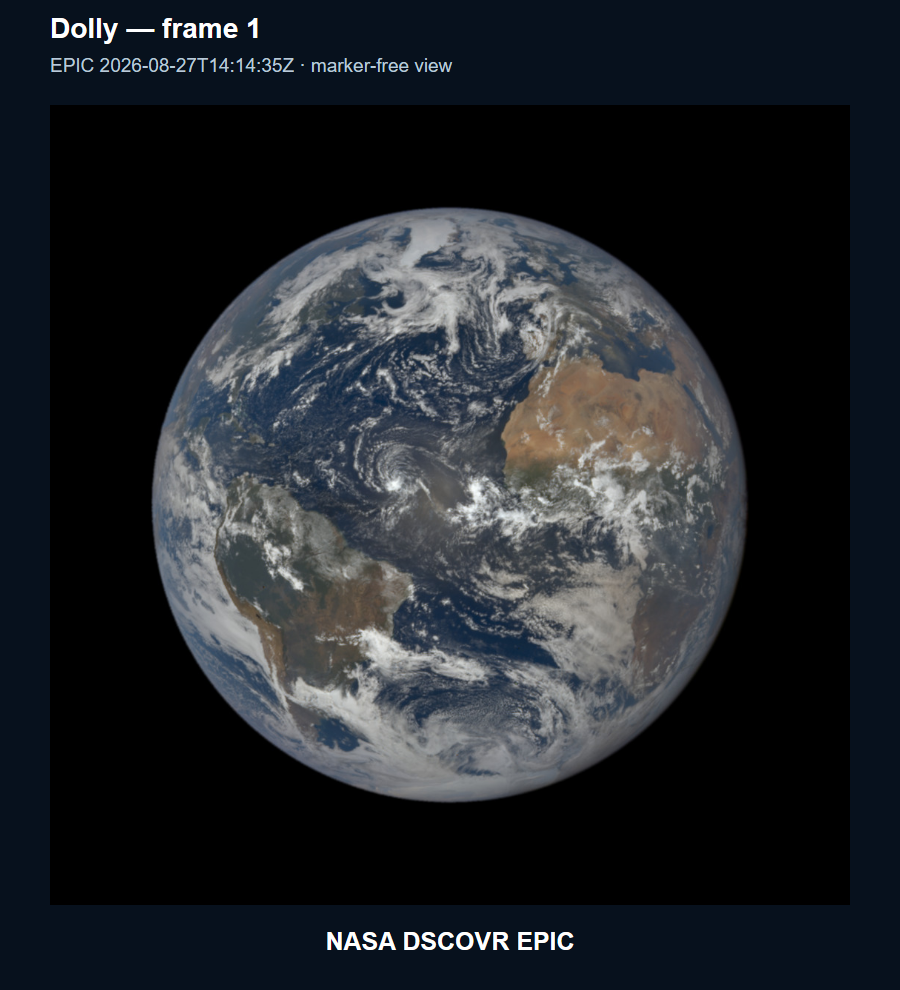 Dolly — frame 1
EPIC 2026-08-27T14:14:35Z · marker-free view
NASA DSCOVR EPIC